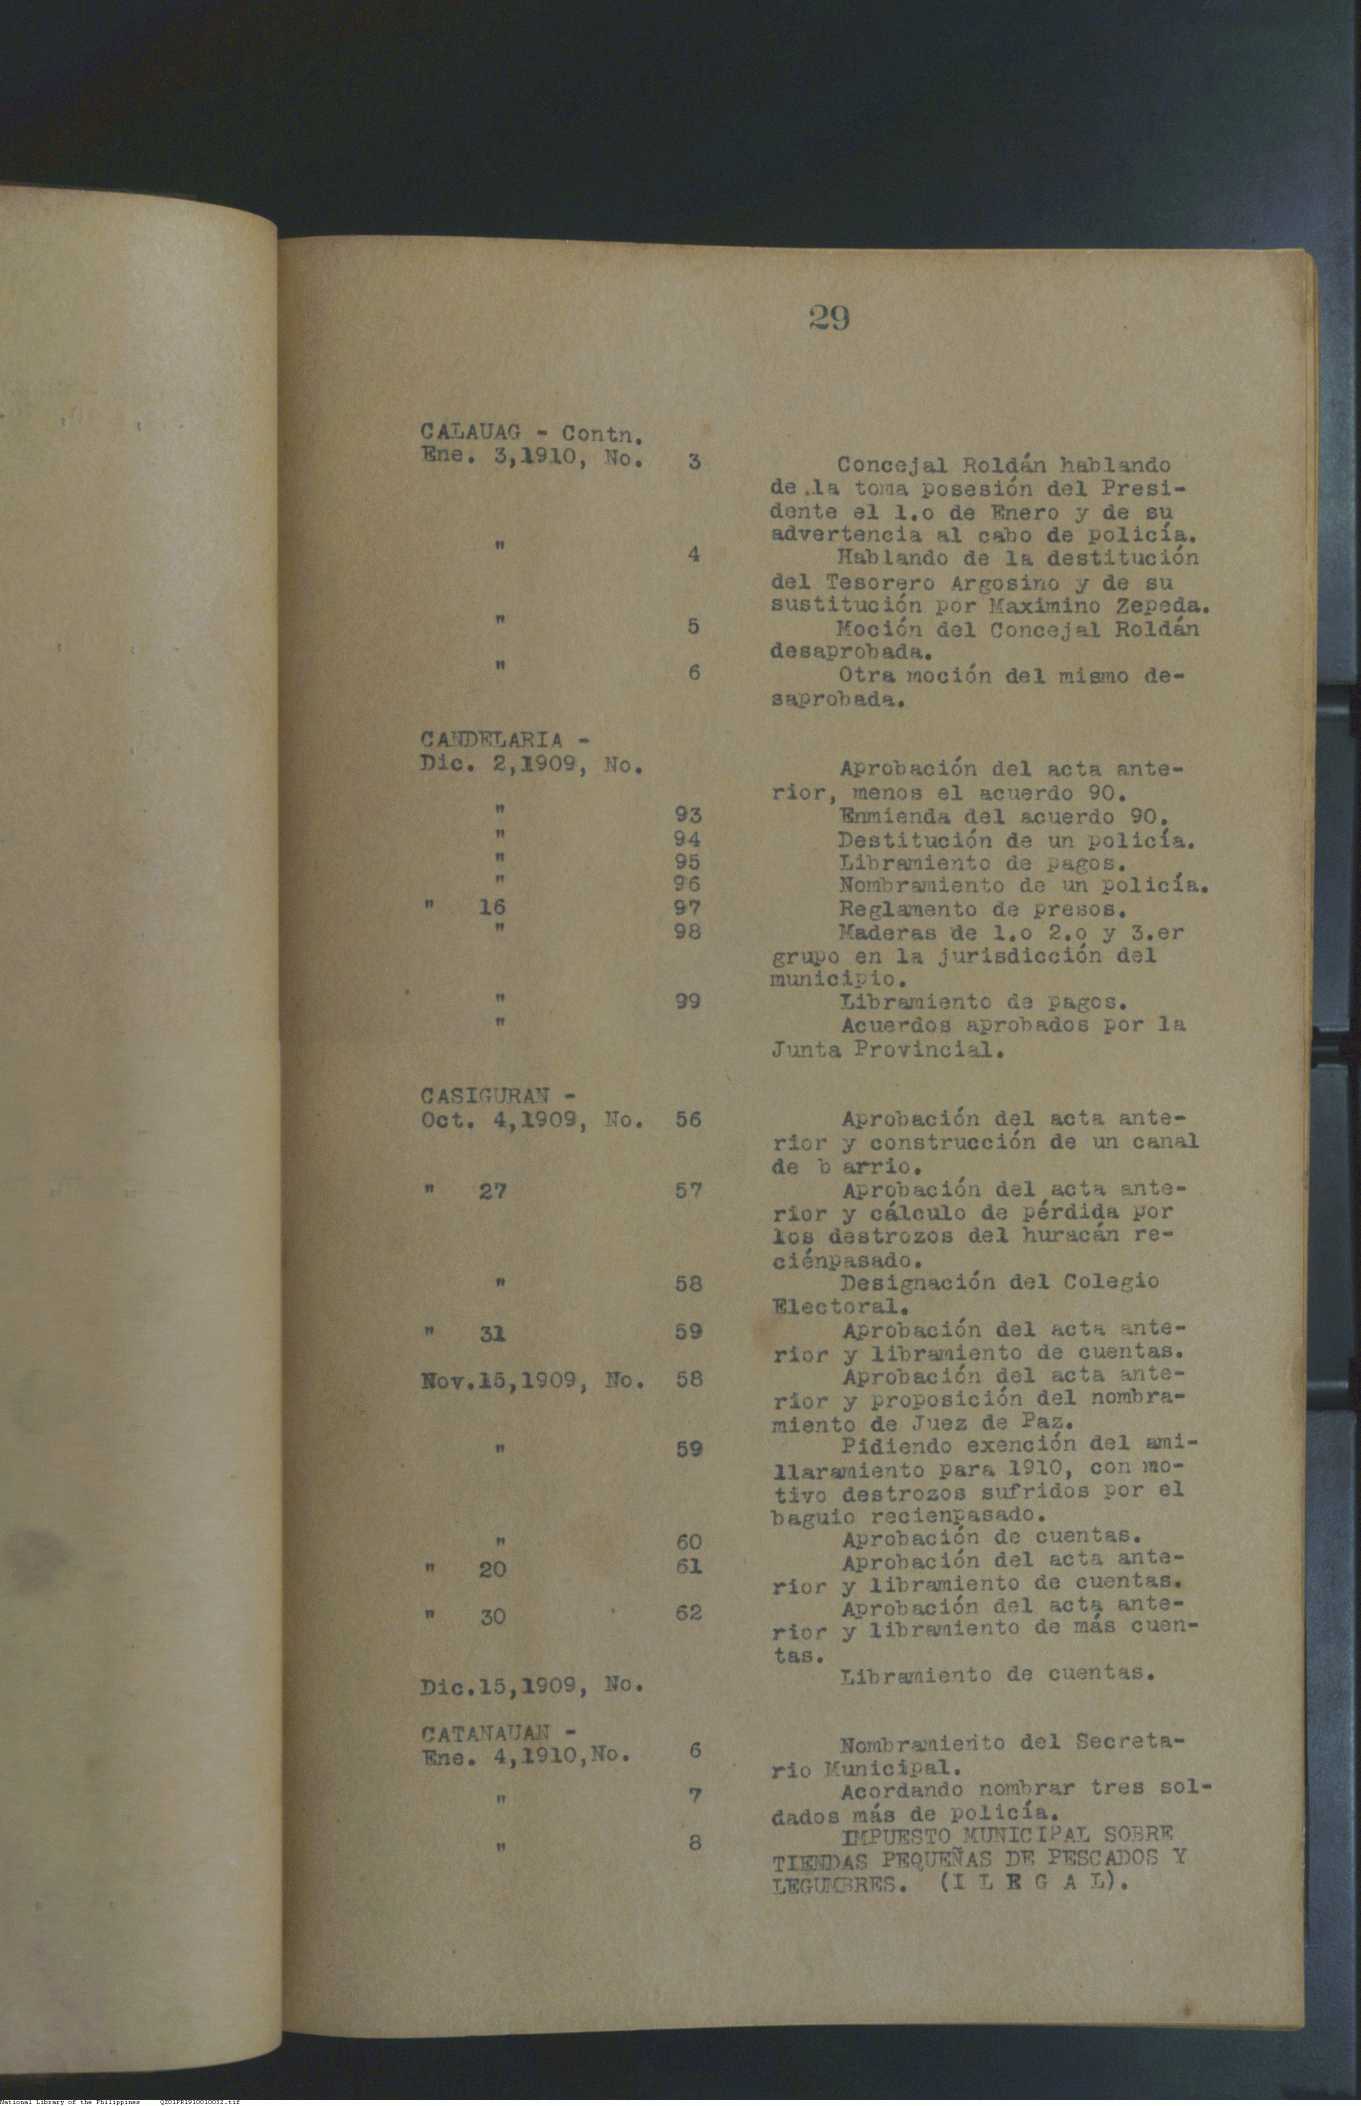 29
CALAUAG - Contn.
Ene. 3,1910, No. 3 Concejal Roldán hablando
de la toma posesión del Presi-
dente el 1.o de Enero y de su
advertencia al cabo de policía.
" 4 Hablando de la destitución
del Tesorero Argosino y de su
sustitución por Maximino Zepeda.
" 5 Moción del Concejal Roldán
desaprobada.
" 6 Otra moción del mismo de-
saprobada.
CANDELARIA -
Dic. 2,1909, No. Aprobación del acta ante-
rior, menos el acuerdo 90.
" 93 Enmienda del acuerdo 90.
" 94 Destitución de un policía.
" 95 Libramiento de pagos.
" 96 Nombramiento de un policía.
" 16 97 Reglamento de presos.
" 98 Maderas de 1.o 2.o y 3.er
grupo en la jurisdicción del
municipio.
" 99 Libramiento de pagos.
" Acuerdos aprobados por la
Junta Provincial.
CASIGURAN -
Oct. 4,1909, No. 56 Aprobación del acta ante-
rior y construcción de un canal
de b arrio.
" 27 57 Aprobación del acta ante-
rior y cálculo de pérdida por
los destrozos del huracán re-
ciénpasado.
" 58 Designación del Colegio
Electoral.
" 31 59 Aprobación del acta ante-
rior y libramiento de cuentas.
Nov.15,1909, No. 58 Aprobación del acta ante-
rior y proposición del nombra-
miento de Juez de Paz.
" 59 Pidiendo exención del ami-
llaramiento para 1910, con mo-
tivo destrozos sufridos por el
baguio recienpasado.
" 60 Aprobación de cuentas.
" 20 61 Aprobación del acta ante-
rior y libramiento de cuentas.
" 30 62 Aprobación del acta ante-
rior y libramiento de más cuen-
tas.
Dic.15,1909, No. Libramiento de cuentas.
CATANAUAN -
Ene. 4,1910,No. 6 Nombramiento del Secreta-
rio Municipal.
" 7 Acordando nombrar tres sol-
dados más de policía.
" 8 IMPUESTO MUNICIPAL SOBRE
TIENDAS PEQUEÑAS DE PESCADOS Y
LEGUMBRES. (I L E G A L).
National Library of the Philippines QZ01PR1910010032.tif